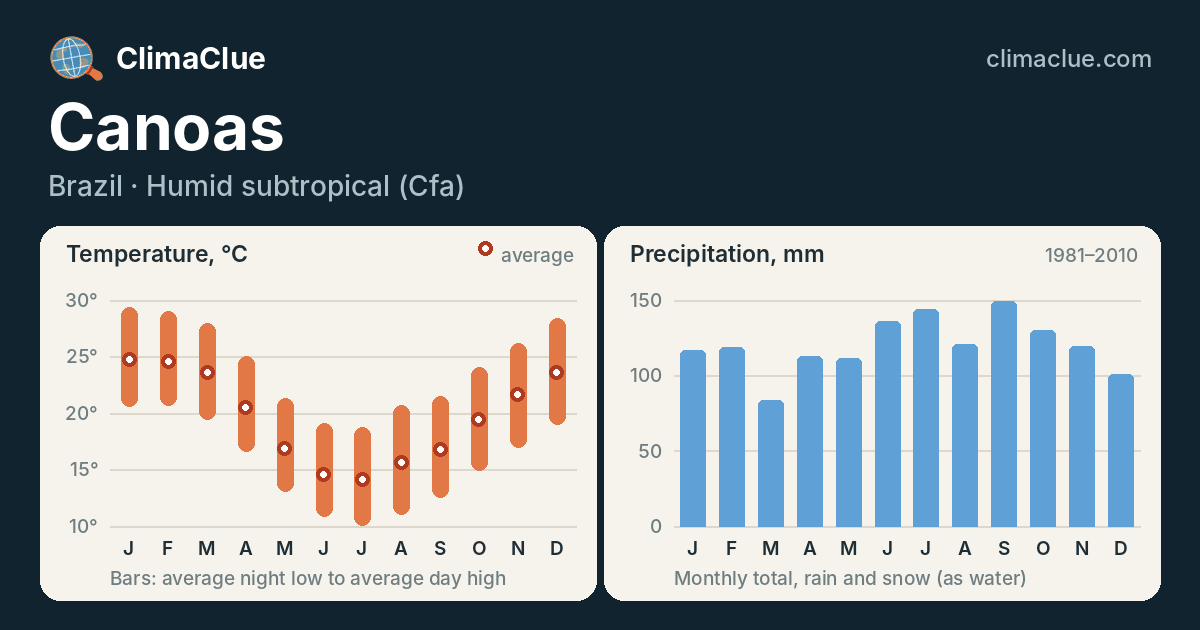 ClimaClue
climaclue.com
Canoas
Brazil · Humid subtropical (Cfa)
Temperature, °C
average
30°
25°
20°
15°
10°
J F M A M J J A S O N D
Bars: average night low to average day high
Precipitation, mm
1981–2010
150
100
50
0
J F M A M J J A S O N D
Monthly total, rain and snow (as water)